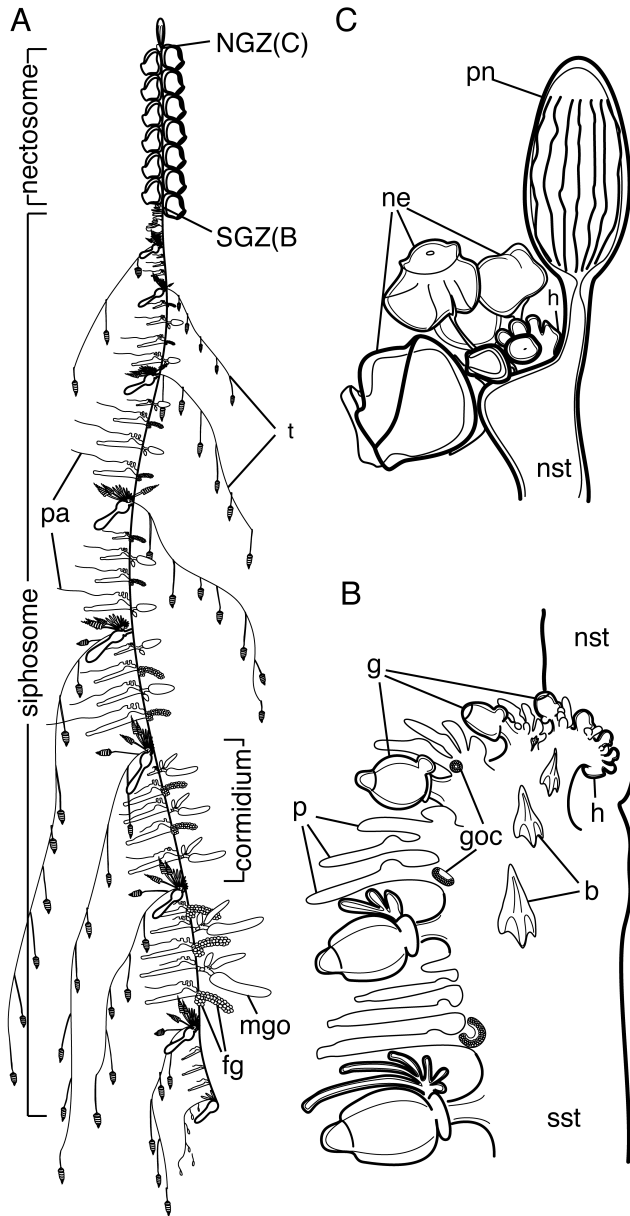 A
NGZ(C)
nectosome
SGZ(B
siphosome
t
pa
cormidium
mgo
fg
C
pn
ne
h
nst
B
nst
g
h
p
goc
b
sst